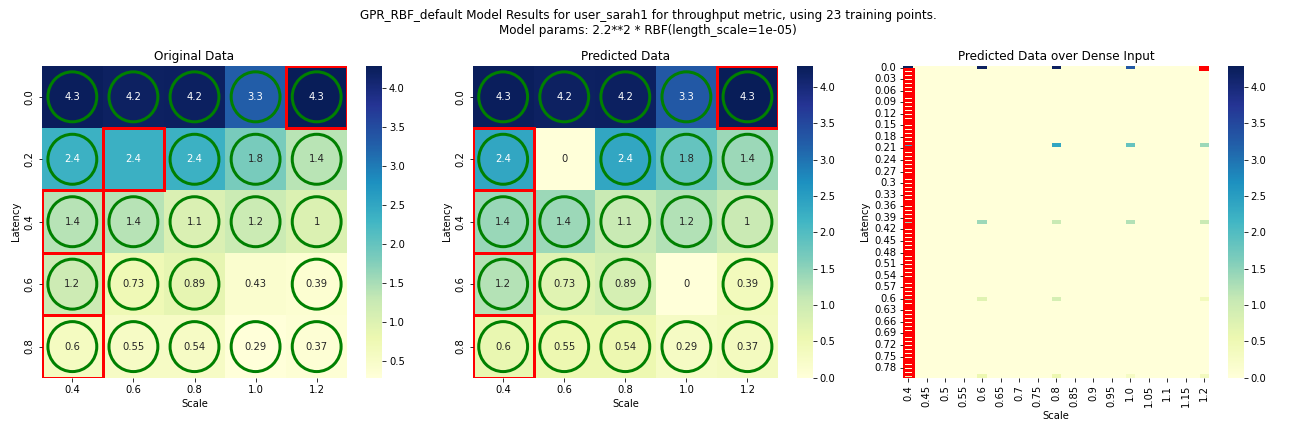 GPR_RBF_default Model Results for user_sarah1 for throughput metric, using 23 training points.
Model params: 2.2**2 * RBF(length_scale=1e-05)
Original Data
0.0 4.3 4.2 4.2 3.3 4.3
0.2 2.4 2.4 2.4 1.8 1.4
0.4 1.4 1.4 1.1 1.2 1
0.6 1.2 0.73 0.89 0.43 0.39
0.8 0.6 0.55 0.54 0.29 0.37
0.4 0.6 0.8 1.0 1.2
Latency
Scale
4.0
3.5
3.0
2.5
2.0
1.5
1.0
0.5
Predicted Data
0.0 4.3 4.2 4.2 3.3 4.3
0.2 2.4 0 2.4 1.8 1.4
0.4 1.4 1.4 1.1 1.2 1
0.6 1.2 0.73 0.89 0 0.39
0.8 0.6 0.55 0.54 0.29 0.37
0.4 0.6 0.8 1.0 1.2
Latency
Scale
4.0
3.5
3.0
2.5
2.0
1.5
1.0
0.5
0.0
Predicted Data over Dense Input
0.0
0.03
0.06
0.09
0.12
0.15
0.18
0.21
0.24
0.27
0.3
0.33
0.36
0.39
0.42
0.45
0.48
0.51
0.54
0.57
0.6
0.63
0.66
0.69
0.72
0.75
0.78
Latency
0.4 0.45 0.5 0.55 0.6 0.65 0.7 0.75 0.8 0.85 0.9 0.95 1.0 1.05 1.1 1.15 1.2
Scale
4.0
3.5
3.0
2.5
2.0
1.5
1.0
0.5
0.0